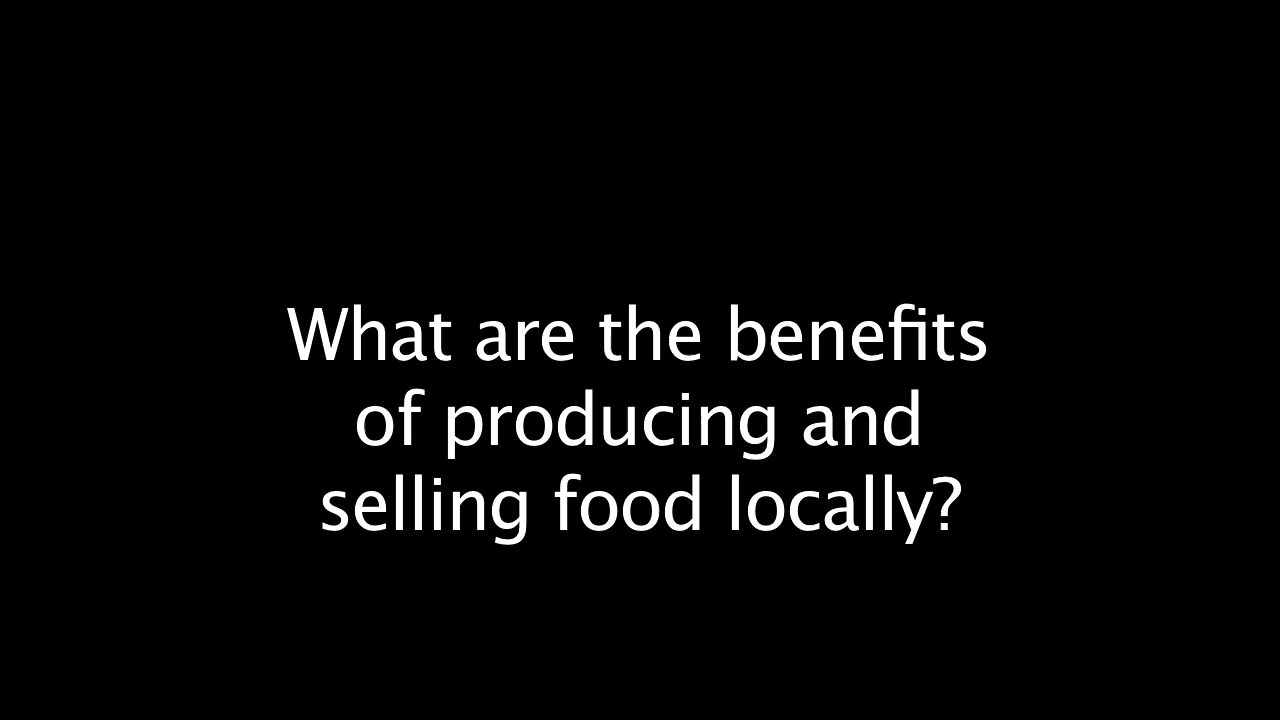 What are the benefits
of producing and
selling food locally?